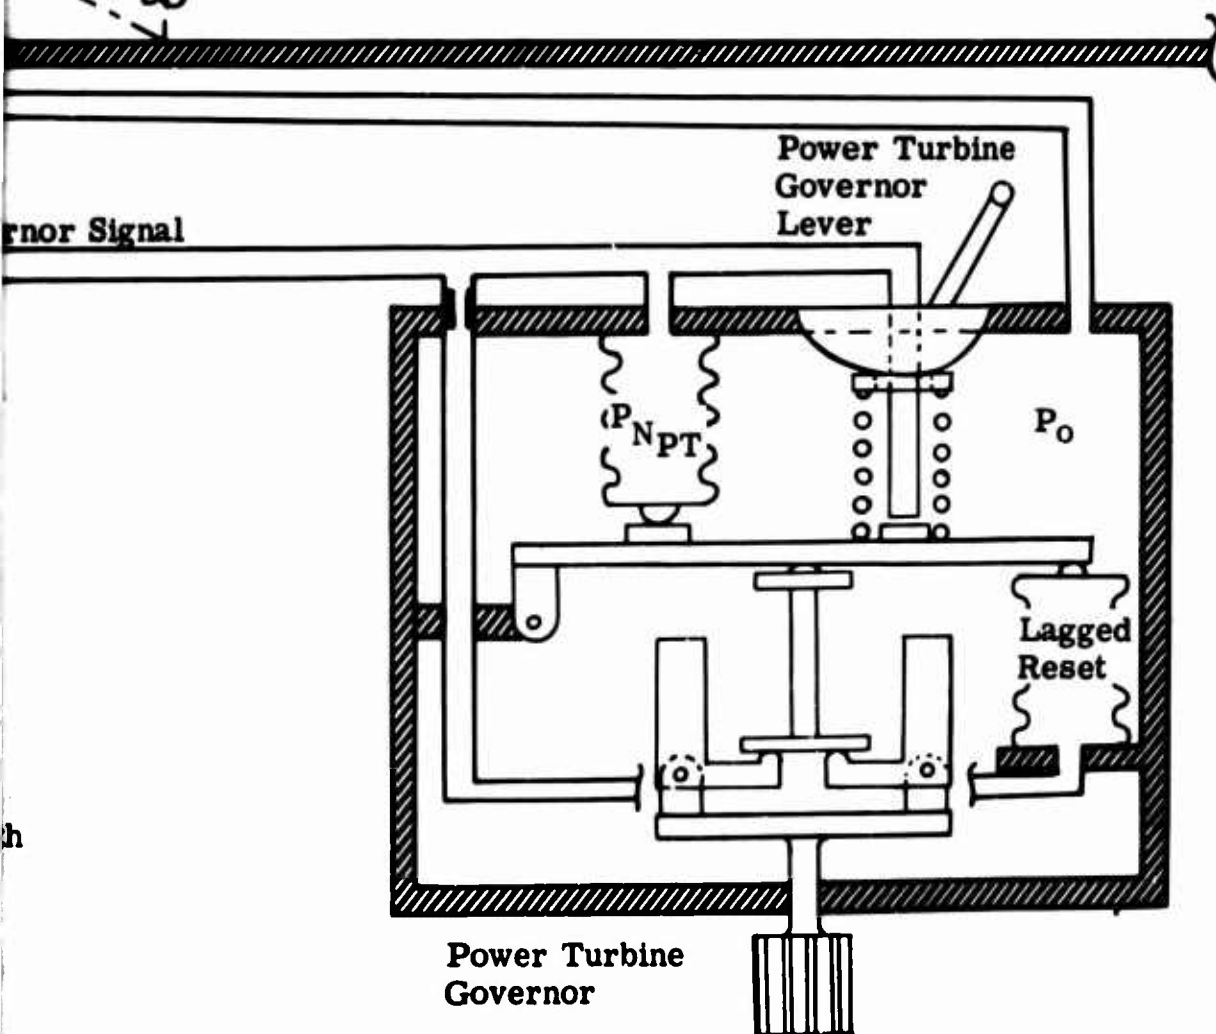 Power Turbine
Governor
Lever
rnor Signal
PNPT
PO
Lagged
Reset
h
Power Turbine
Governor